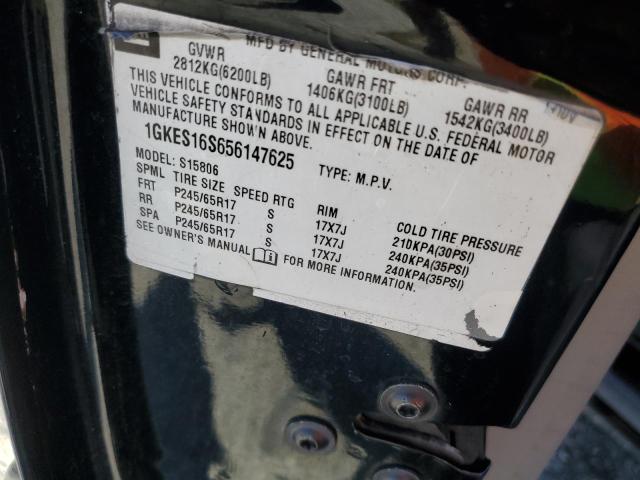 MFD BY GENERAL MOTORS CORP.
GVWR GAWR FRT GAWR RR
2812KG(6200LB) 1406KG(3100LB) 1542KG(3400LB)
THIS VEHICLE CONFORMS TO ALL APPLICABLE U.S. FEDERAL MOTOR
VEHICLE SAFETY STANDARDS IN EFFECT ON THE DATE OF
MANUFACTURE SHOWN ABOVE.
1GKES16S656147625
MODEL: S15806 TYPE: M.P.V.
SPML TIRE SIZE SPEED RTG RIM COLD TIRE PRESSURE
FRT P245/65R17 S 17X7J 210KPA(30PSI)
RR P245/65R17 S 17X7J 240KPA(35PSI)
SPA P245/65R17 S 17X7J 240KPA(35PSI)
SEE OWNER'S MANUAL FOR MORE INFORMATION.